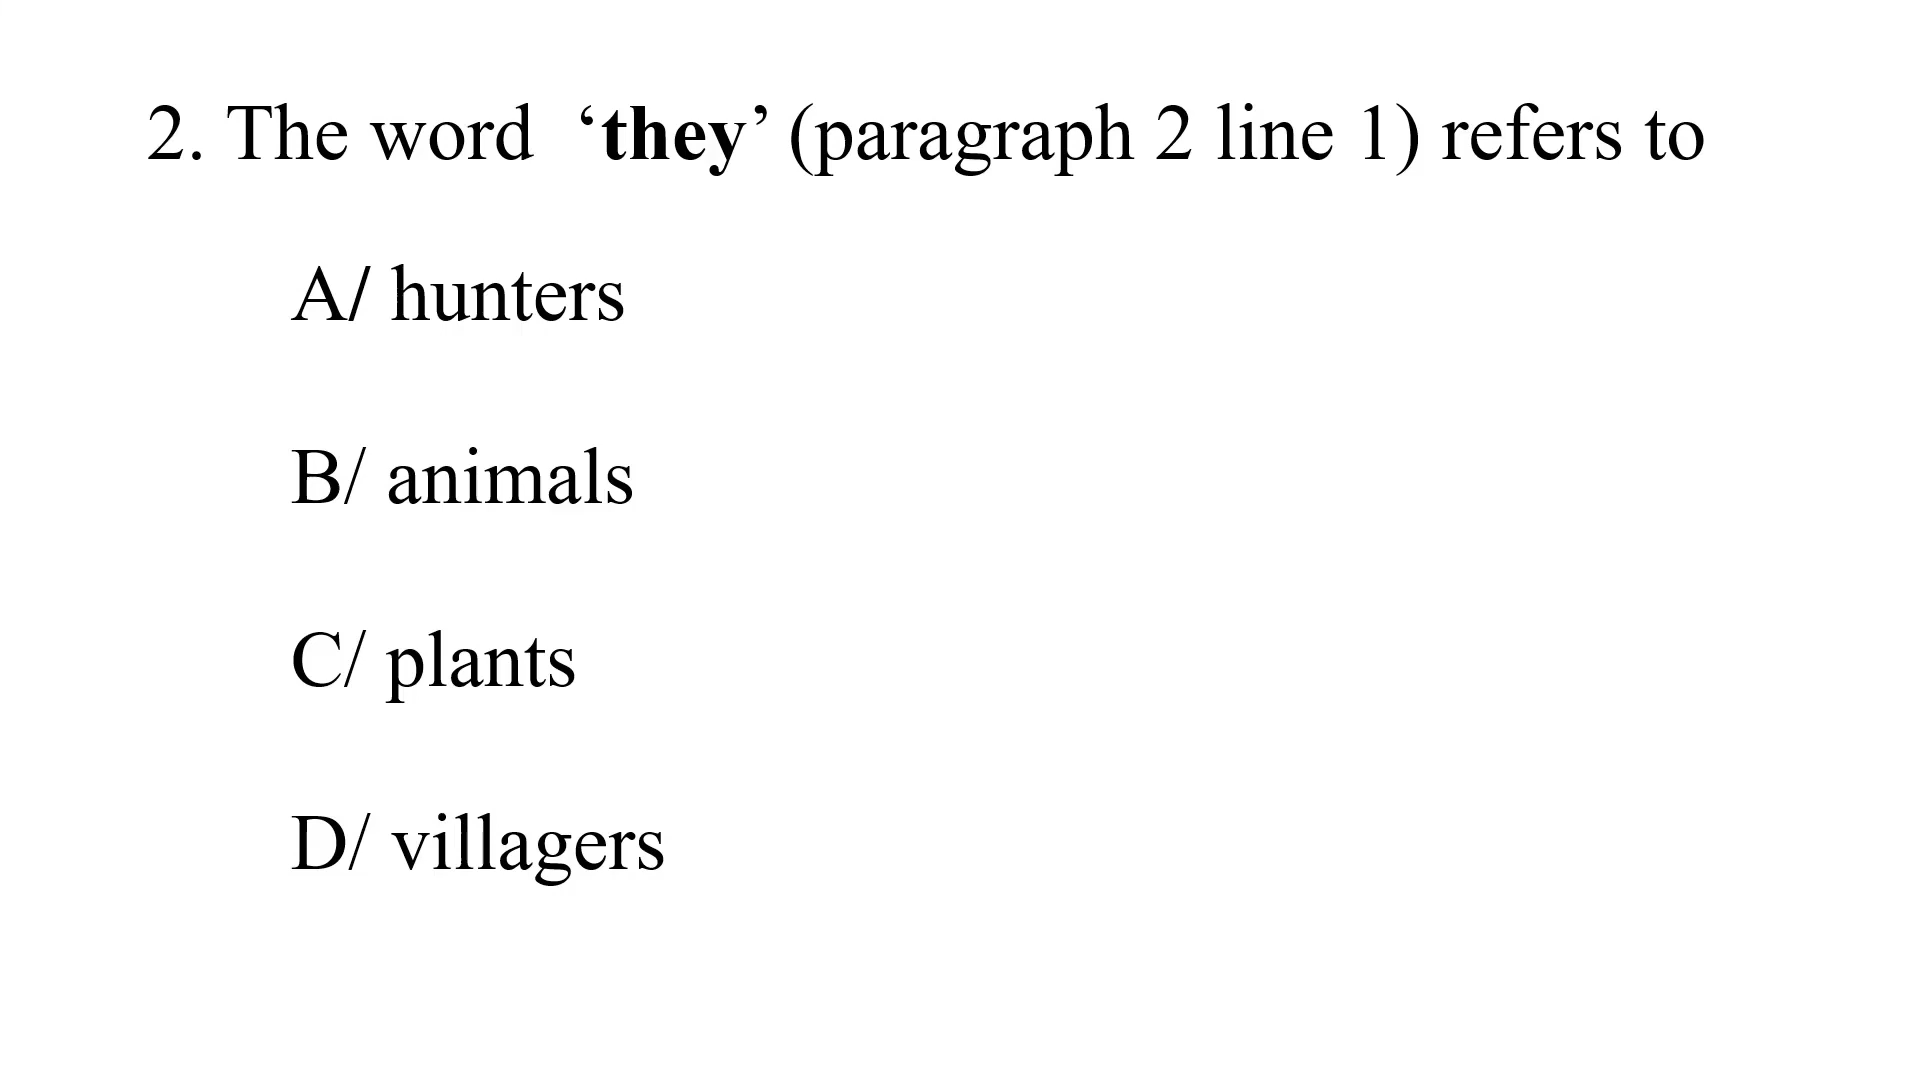 2. The word ‘they’ (paragraph 2 line 1) refers to
A/ hunters
B/ animals
C/ plants
D/ villagers